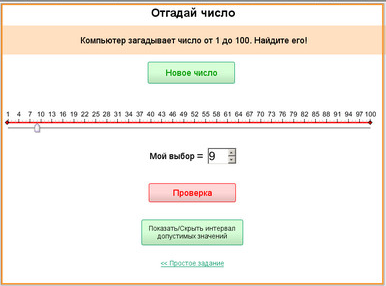 Отгадай число
Компьютер загадывает число от 1 до 100. Найдите его!
Новое число
1 4 7 10 13 16 19 22 25 28 31 34 37 40 43 46 49 52 55 58 61 64 67 70 73 76 79 82 85 88 91 94 97 100
Мой выбор = 9
Проверка
Показать/Скрыть интервал
допустимых значений
<< Простое задание